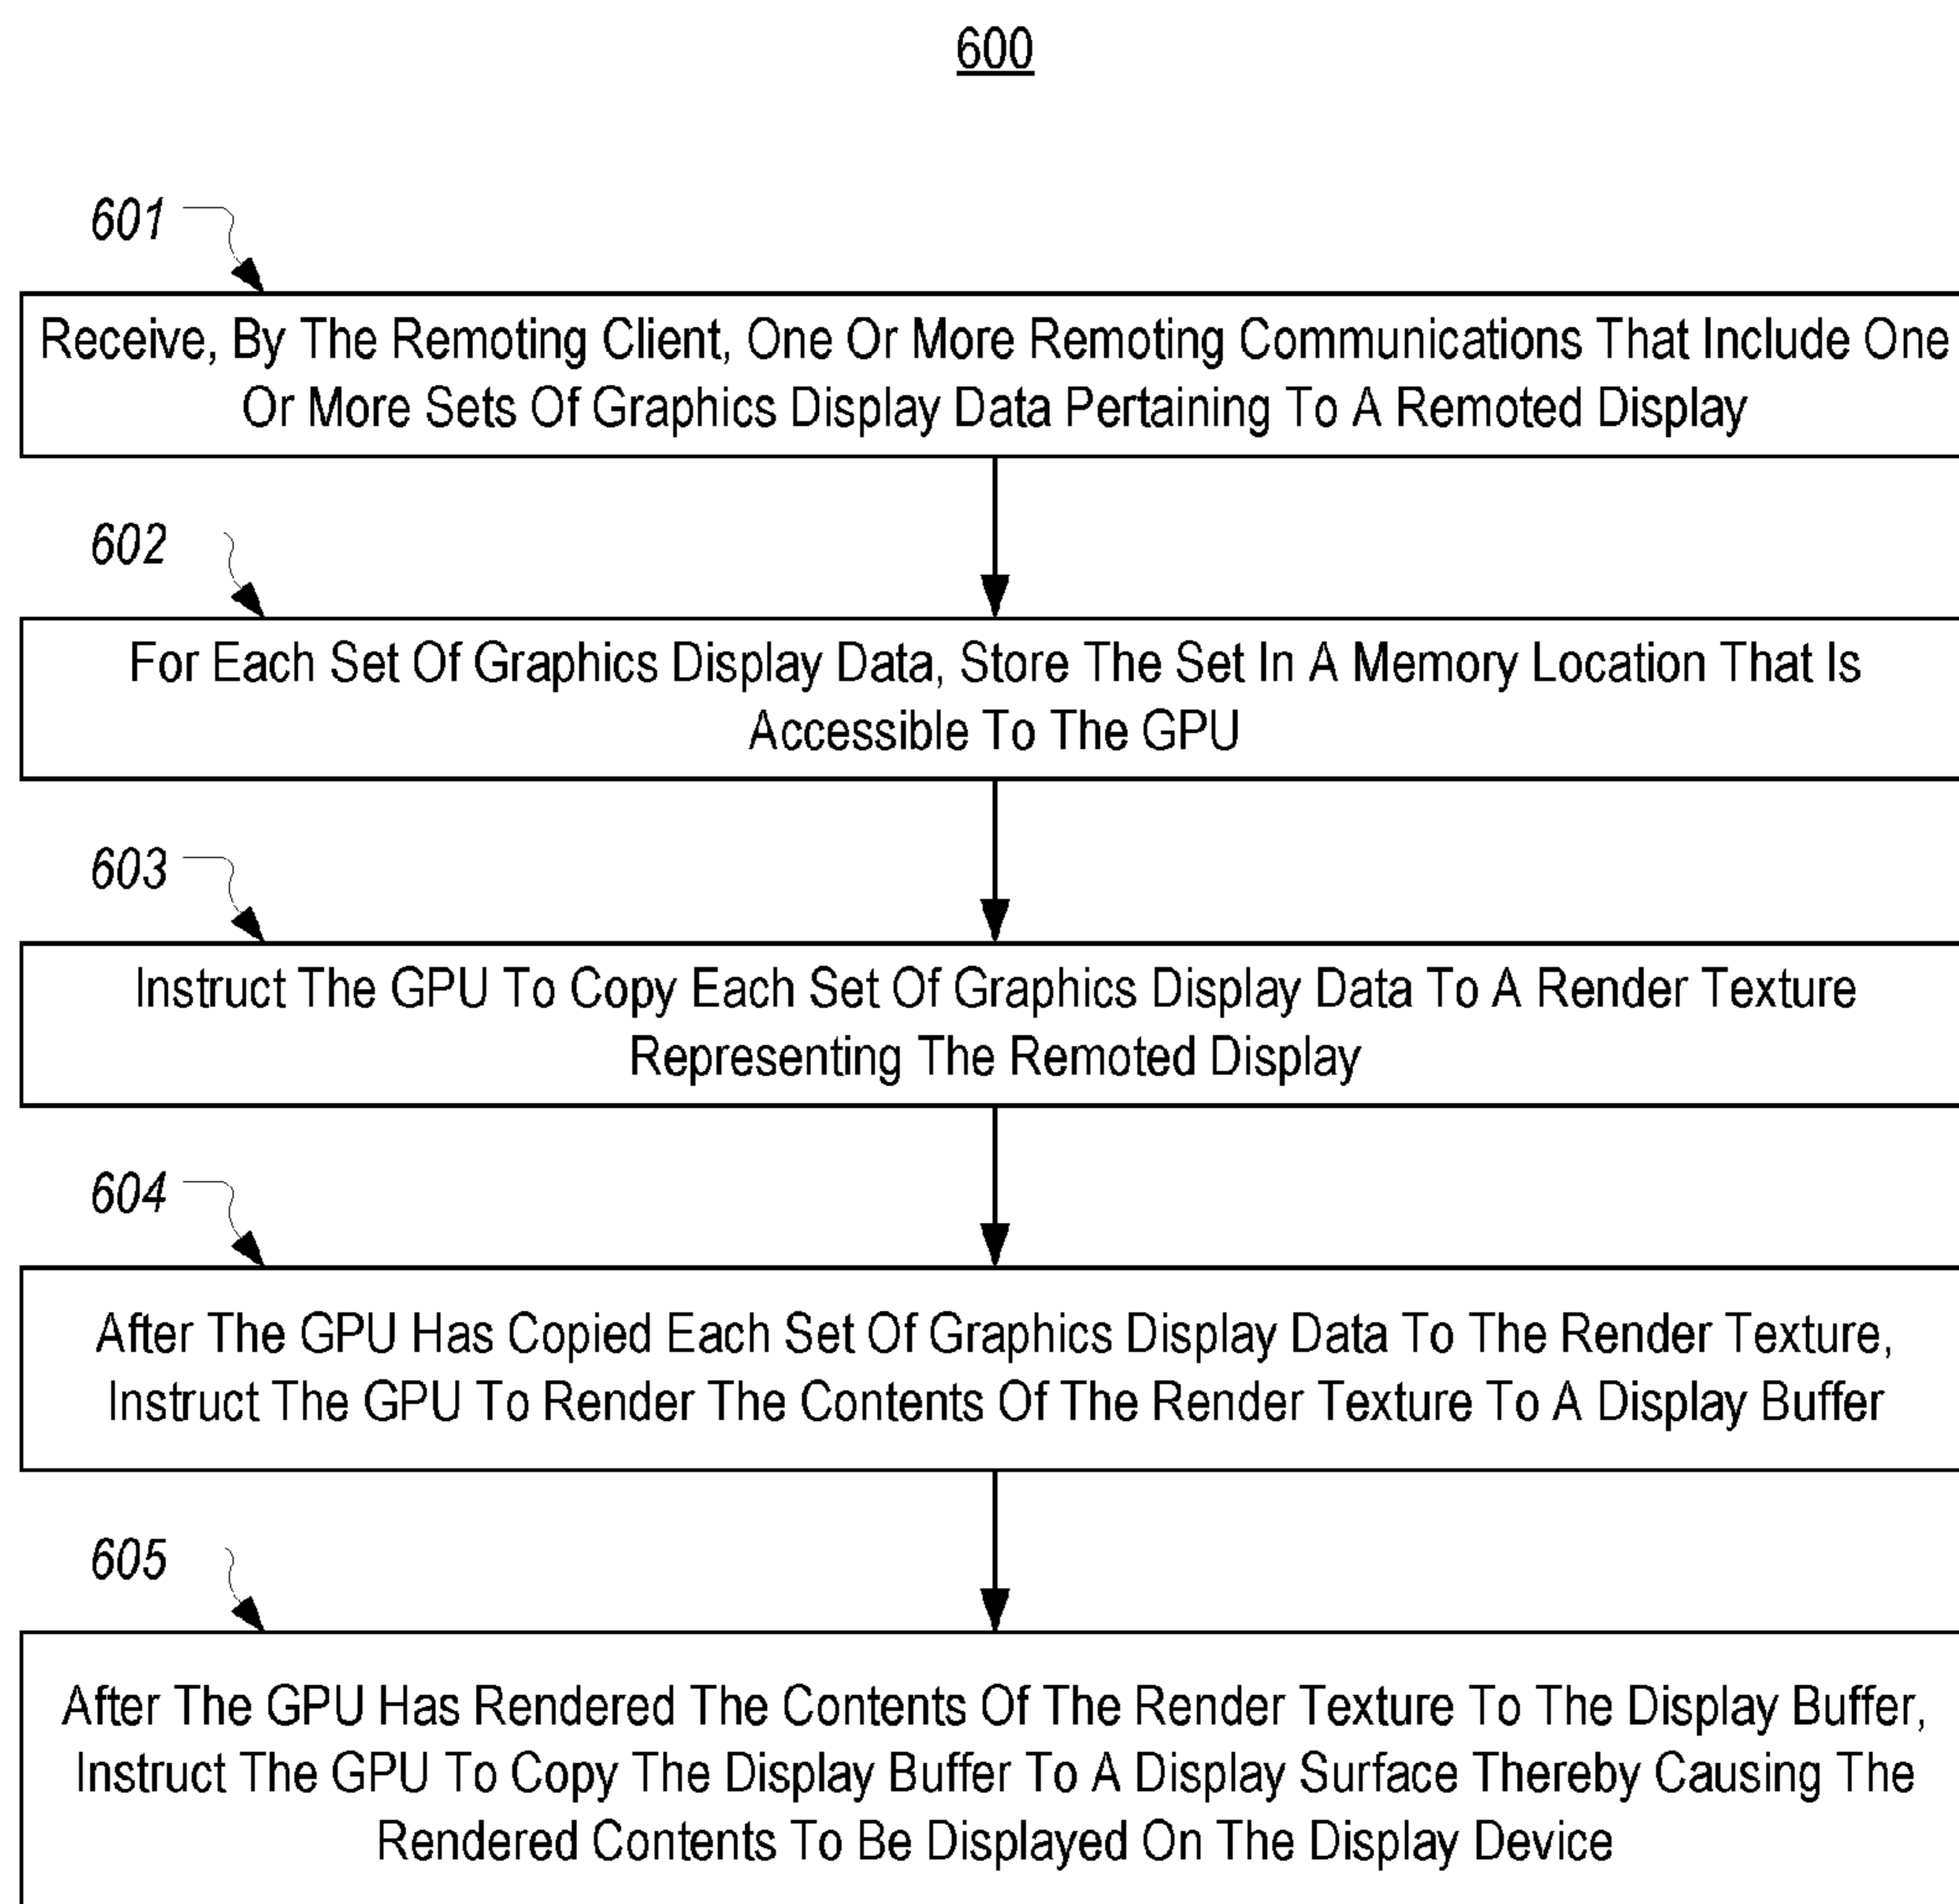 600
601
Receive, By The Remoting Client, One Or More Remoting Communications That Include One
Or More Sets Of Graphics Display Data Pertaining To A Remoted Display
602
For Each Set Of Graphics Display Data, Store The Set In A Memory Location That Is
Accessible To The GPU
603
Instruct The GPU To Copy Each Set Of Graphics Display Data To A Render Texture
Representing The Remoted Display
604
After The GPU Has Copied Each Set Of Graphics Display Data To The Render Texture,
Instruct The GPU To Render The Contents Of The Render Texture To A Display Buffer
605
After The GPU Has Rendered The Contents Of The Render Texture To The Display Buffer,
Instruct The GPU To Copy The Display Buffer To A Display Surface Thereby Causing The
Rendered Contents To Be Displayed On The Display Device